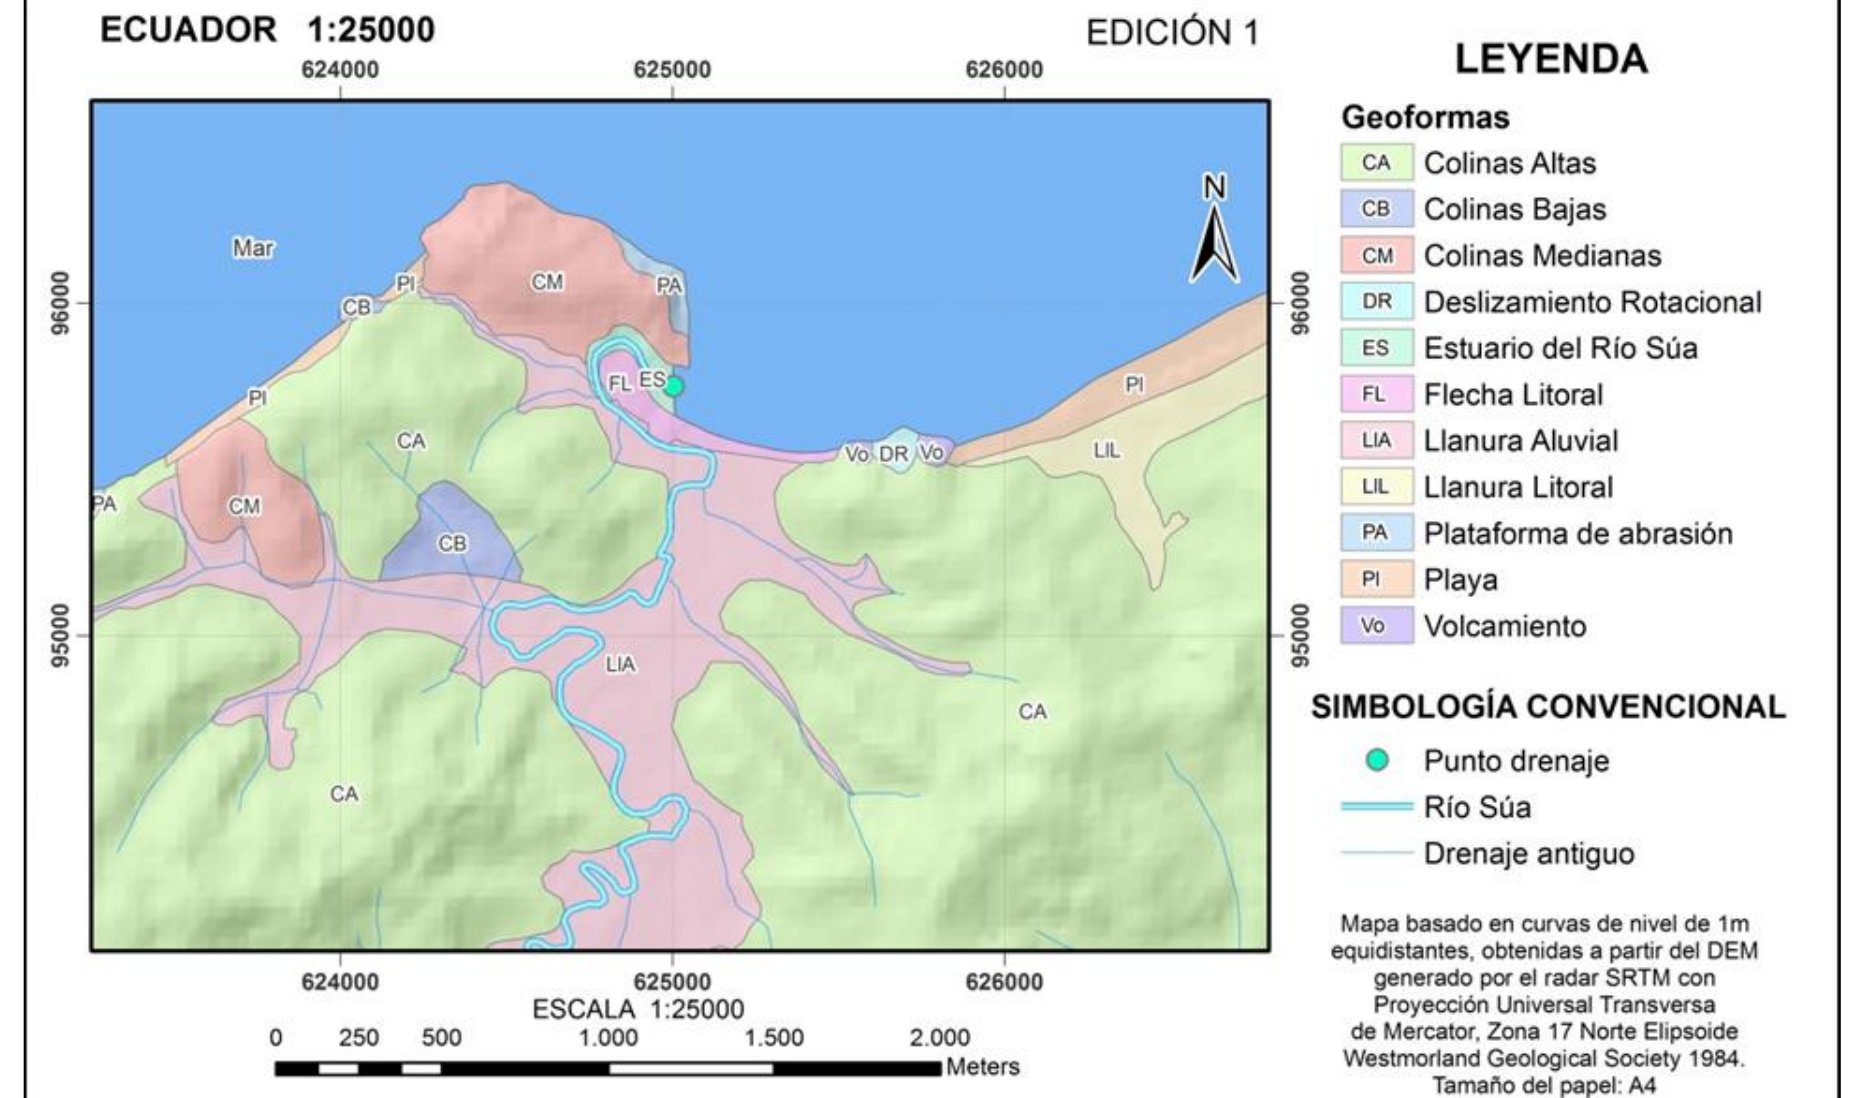 ECUADOR 1:25000
EDICIÓN 1
624000 625000 626000
Mar
CM
PA
PI
CB
96000
96000
FL ES
PI
PI
CA
Vo DR Vo
LIL
PA
CM
CB
95000
95000
LIA
CA
CA
624000 625000 626000
ESCALA 1:25000
0 250 500 1.000 1.500 2.000
Meters
LEYENDA
Geoformas
CA Colinas Altas
CB Colinas Bajas
CM Colinas Medianas
DR Deslizamiento Rotacional
ES Estuario del Río Súa
FL Flecha Litoral
LIA Llanura Aluvial
LIL Llanura Litoral
PA Plataforma de abrasión
PI Playa
Vo Volcamiento
N
SIMBOLOGÍA CONVENCIONAL
Punto drenaje
Río Súa
Drenaje antiguo
Mapa basado en curvas de nivel de 1m
equidistantes, obtenidas a partir del DEM
generado por el radar SRTM con
Proyección Universal Transversa
de Mercator, Zona 17 Norte Elipsoide
Westmorland Geological Society 1984.
Tamaño del papel: A4